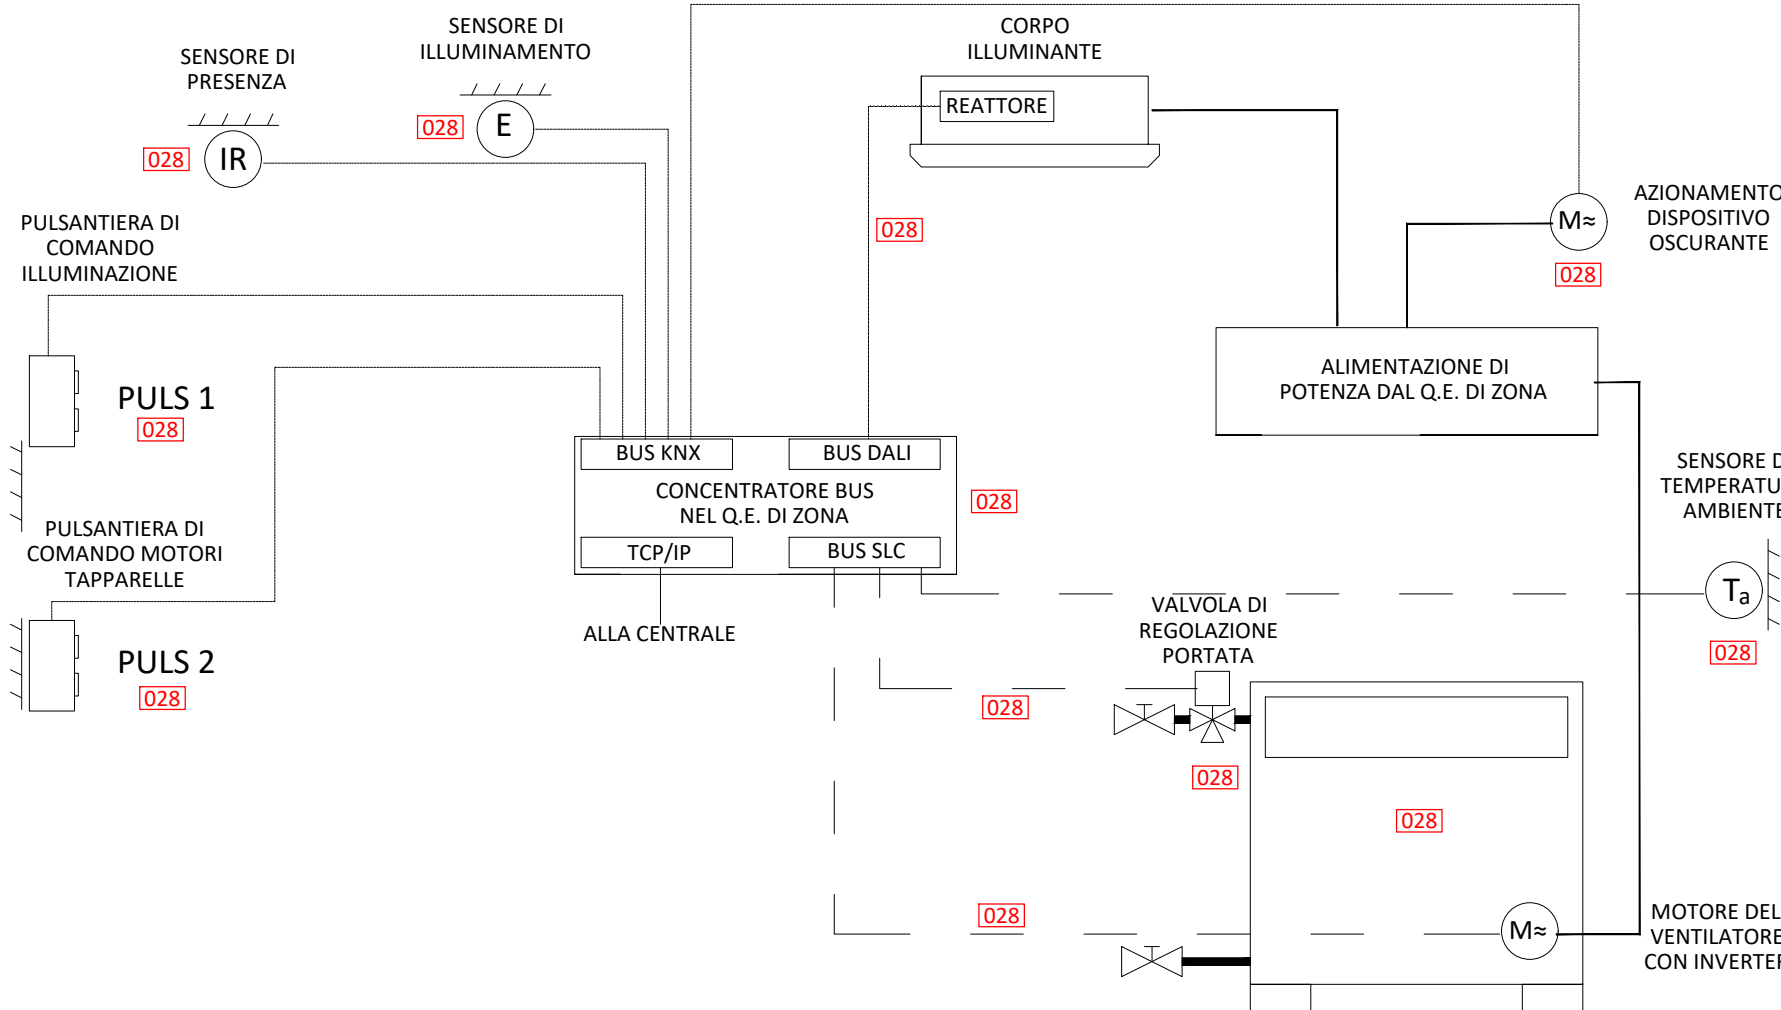 SENSORE DI
PRESENZA
028
IR
SENSORE DI
ILLUMINAMENTO
028
E
CORPO
ILLUMINANTE
REATTORE
028
AZIONAMENTO
DISPOSITIVO
OSCURANTE
M≈
028
PULSANTIERA DI
COMANDO
ILLUMINAZIONE
PULS 1
028
ALIMENTAZIONE DI
POTENZA DAL Q.E. DI ZONA
BUS KNX
BUS DALI
CONCENTRATORE BUS
NEL Q.E. DI ZONA
028
TCP/IP
BUS SLC
ALLA CENTRALE
PULSANTIERA DI
COMANDO MOTORI
TAPPARELLE
PULS 2
028
SENSORE D
TEMPERATU
AMBIENTE
Ta
028
VALVOLA DI
REGOLAZIONE
PORTATA
028
028
028
028
M≈
MOTORE DEL
VENTILATORE
CON INVERTER